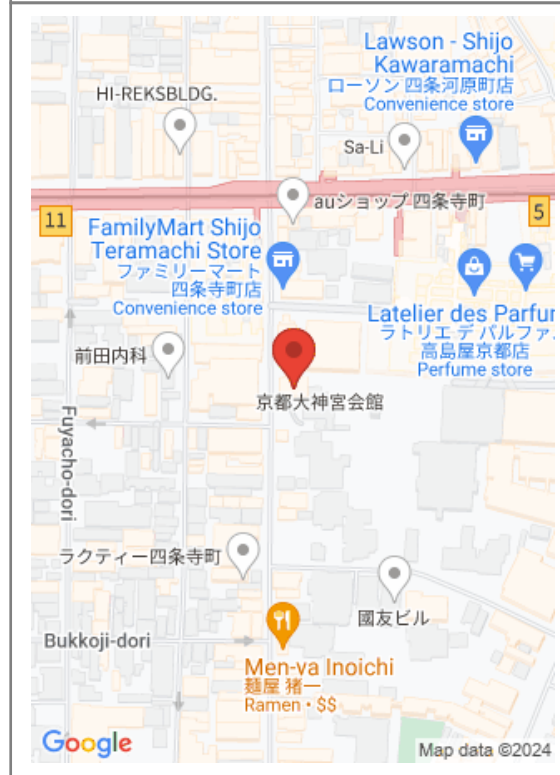 Lawson - Shijo
Kawaramachi
ローソン 四条河原町店
Convenience store
HI-REKSBLDG.
Sa-Li
auショップ 四条寺町
11
5
FamilyMart Shijo
Teramachi Store
ファミリーマート
四条寺町店
Convenience store
Latelier des Parfum
ラトリエ デ パルファ
高島屋京都店
Perfume store
前田内科
京都大神宮会館
Fuyacho-dori
ラクティー四条寺町
國友ビル
Bukkoji-dori
Men-va Inoichi
麺屋 猪一
Ramen • $$
Google
Map data ©2024